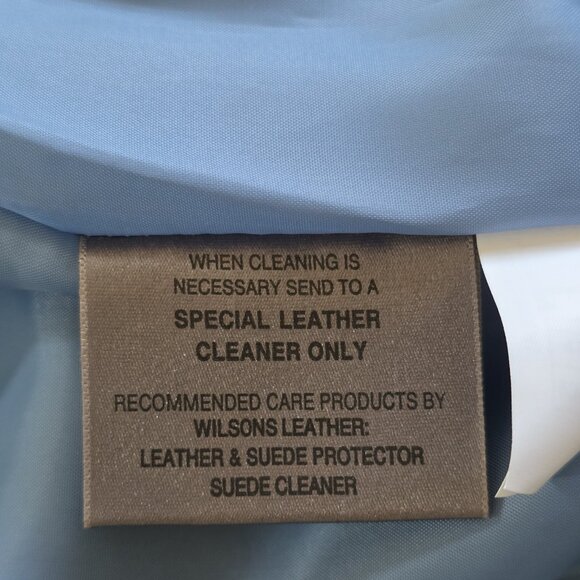 WHEN CLEANING IS
NECESSARY SEND TO A
SPECIAL LEATHER
CLEANER ONLY
RECOMMENDED CARE PRODUCTS BY
WILSONS LEATHER:
LEATHER & SUEDE PROTECTOR
SUEDE CLEANER